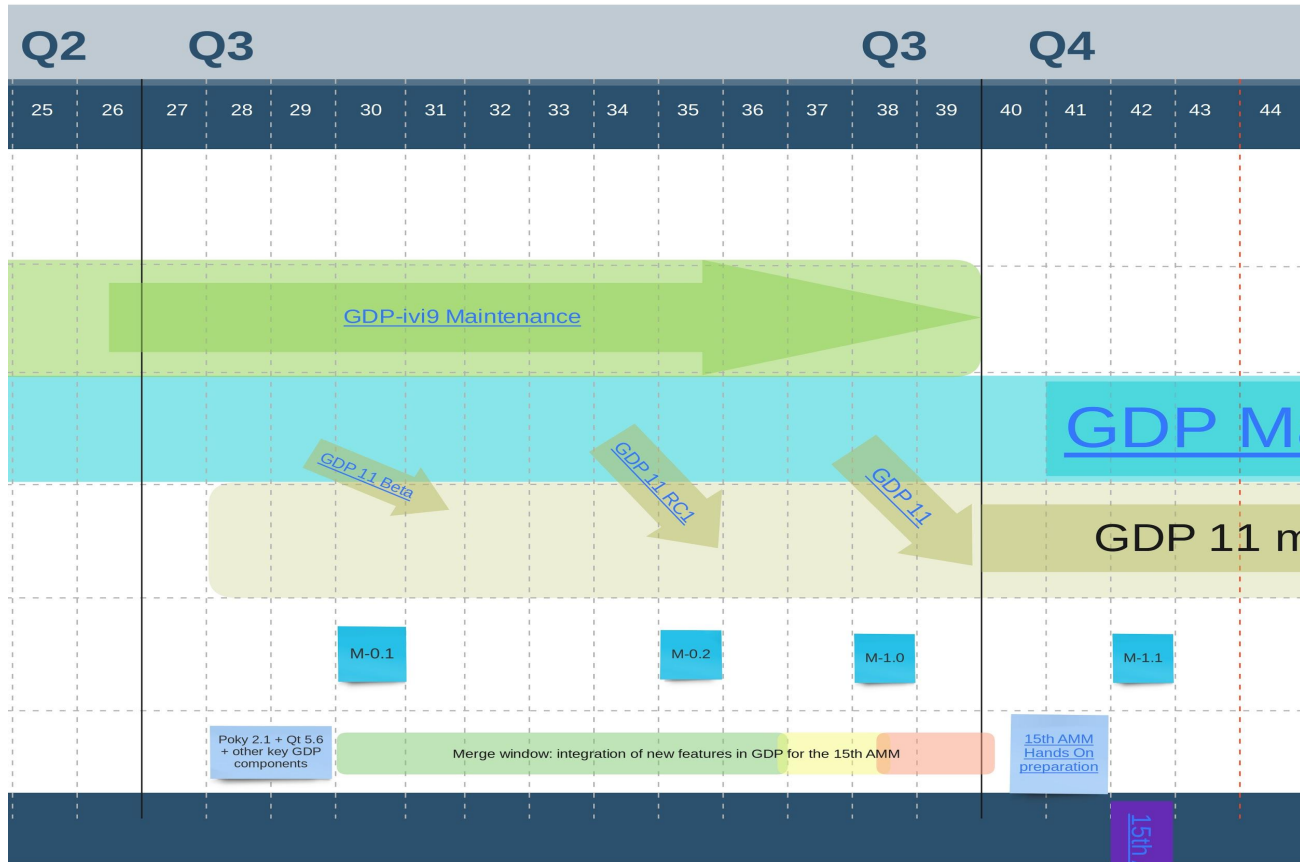 Q2 Q3 Q3 Q4
25 26 27 28 29 30 31 32 33 34 35 36 37 38 39 40 41 42 43 44
GDP-ivi9 Maintenance
GDP Ma
GDP 11 Beta
GDP 11 RC1
GDP 11
GDP 11 m
M-0.1
M-0.2
M-1.0
M-1.1
Poky 2.1 + Qt 5.6
+ other key GDP
components
Merge window: integration of new features in GDP for the 15th AMM
15th AMM
Hands On
preparation
15th